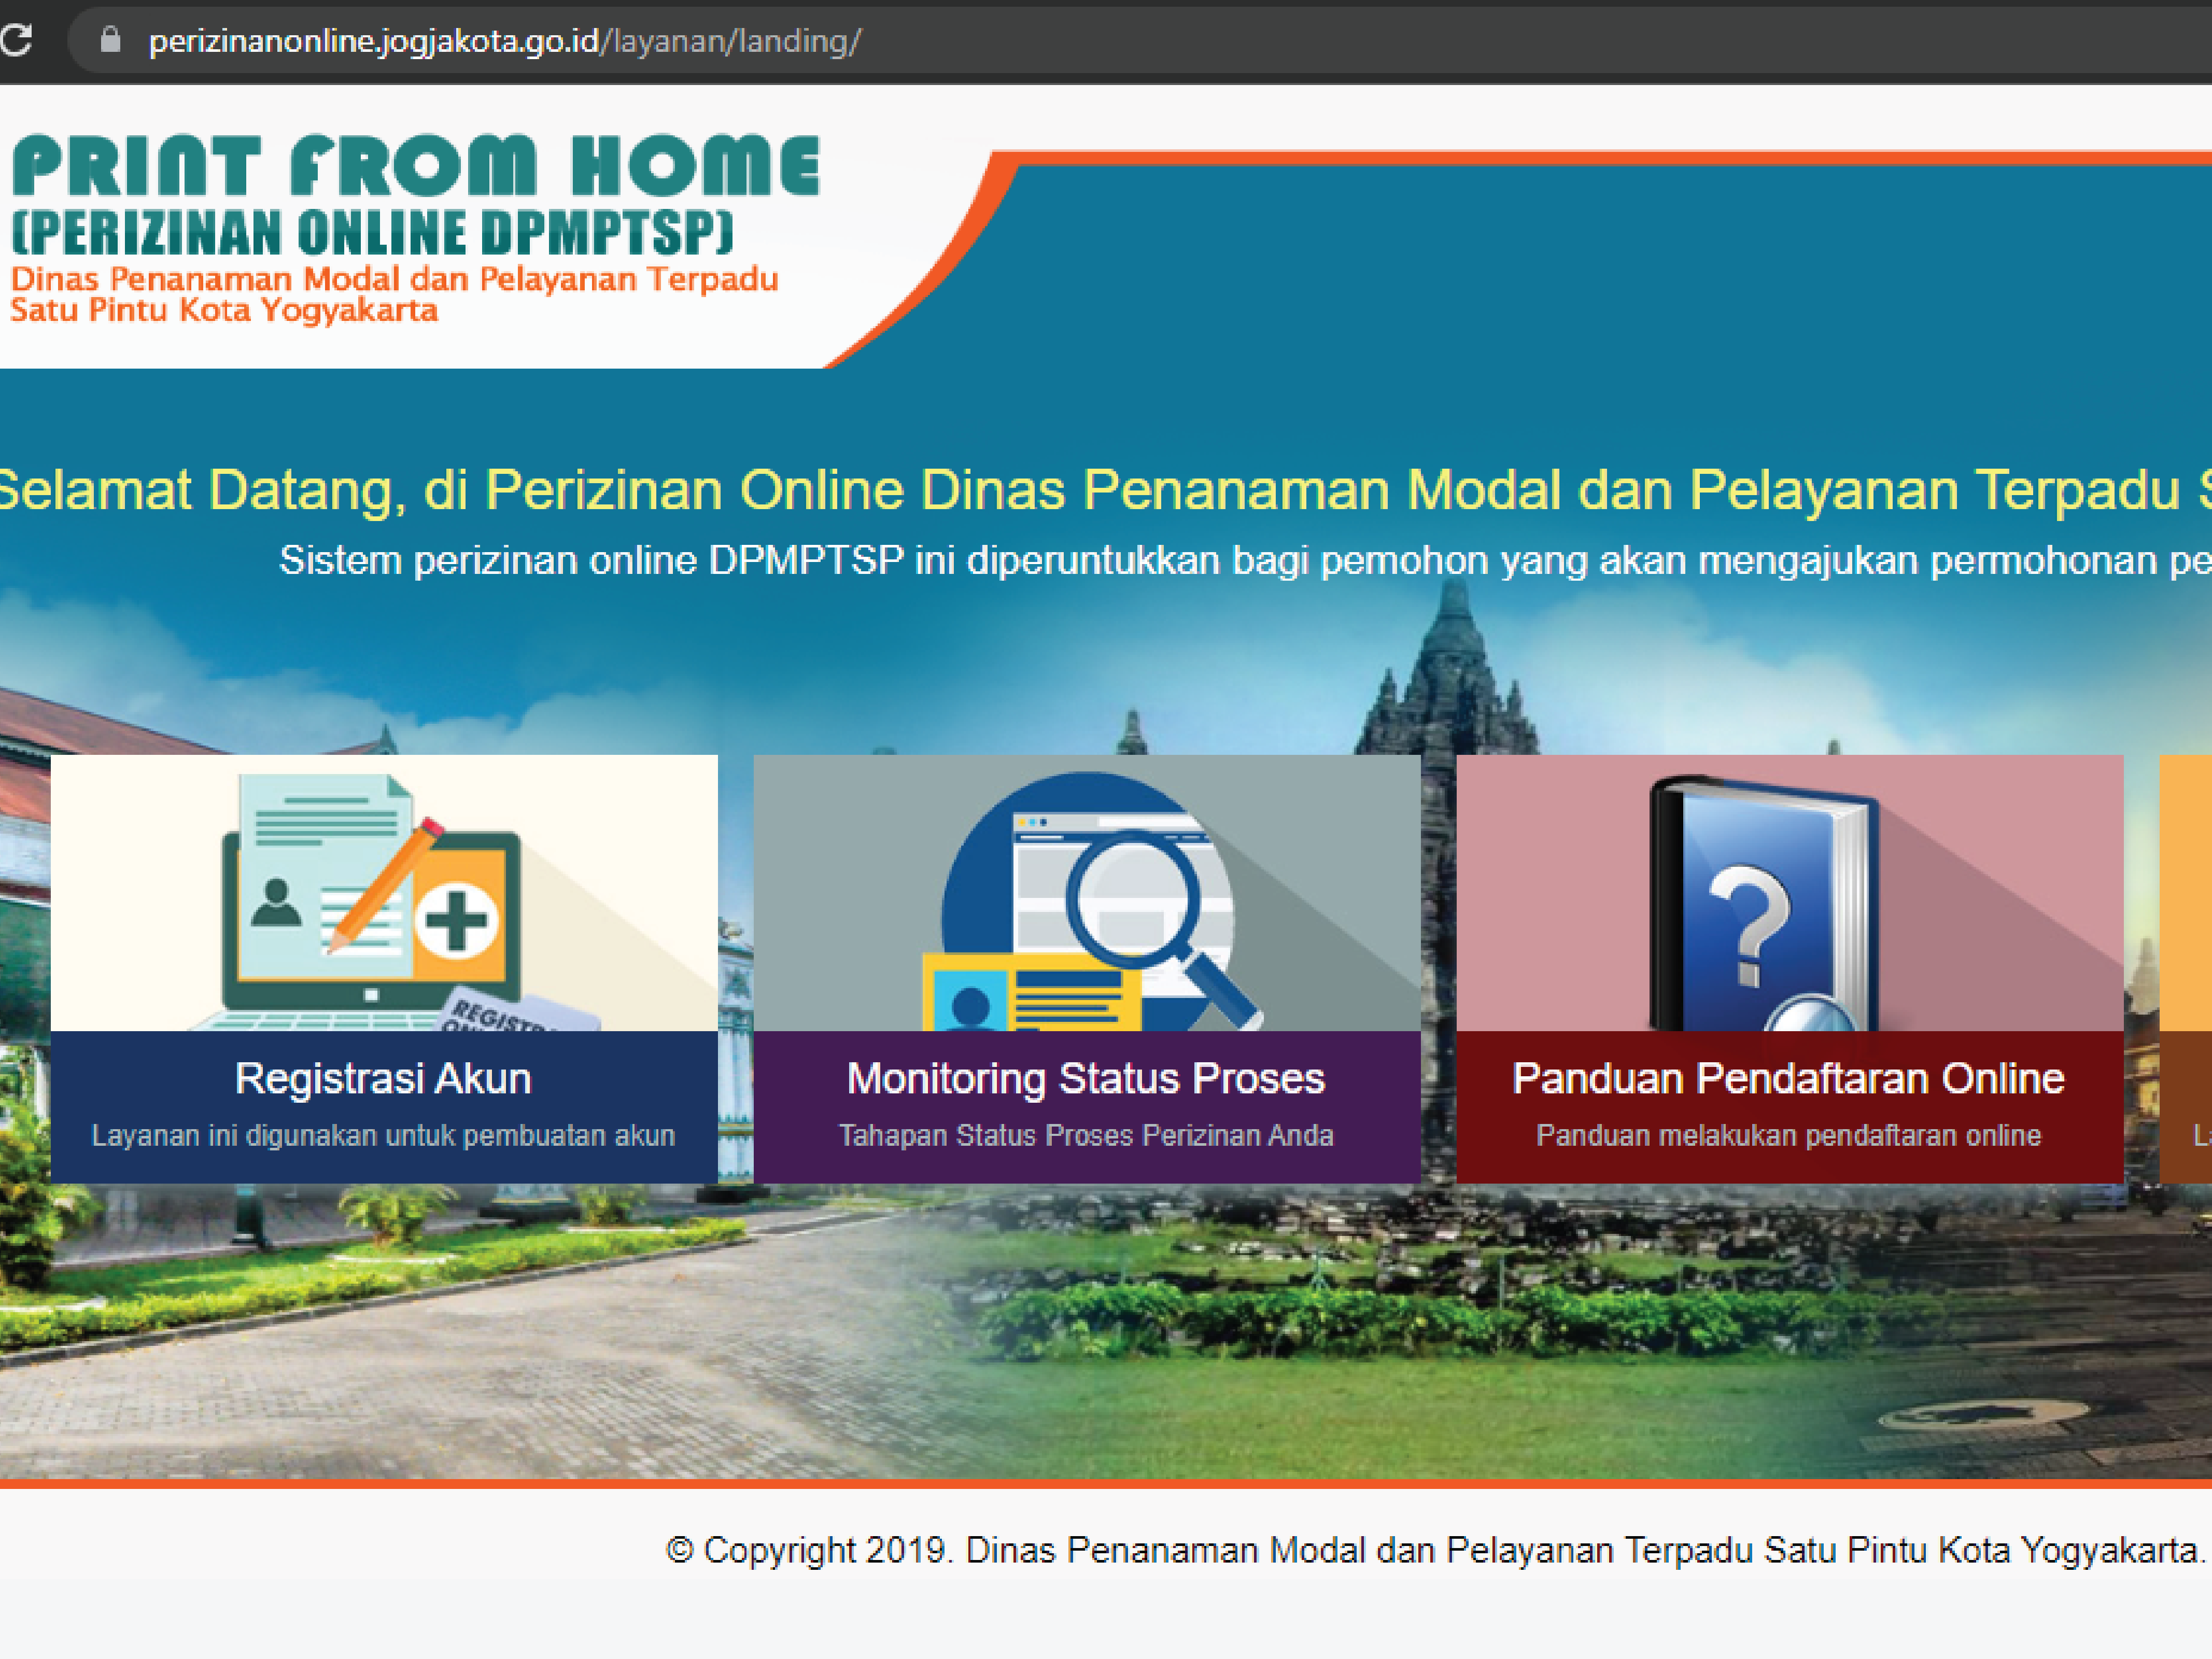 perizinanonline.jogjakota.go.id/layanan/landing/
PRINT FROM HOME
(PERIZINAN ONLINE DPMPTSP)
Dinas Penanaman Modal dan Pelayanan Terpadu
Satu Pintu Kota Yogyakarta
Selamat Datang, di Perizinan Online Dinas Penanaman Modal dan Pelayanan Terpadu
Sistem perizinan online DPMPTSP ini diperuntukkan bagi pemohon yang akan mengajukan permohonan
Registrasi Akun
Layanan ini digunakan untuk pembuatan akun
Monitoring Status Proses
Tahapan Status Proses Perizinan Anda
Panduan Pendaftaran Online
Panduan melakukan pendaftaran online
© Copyright 2019. Dinas Penanaman Modal dan Pelayanan Terpadu Satu Pintu Kota Yogyakarta.